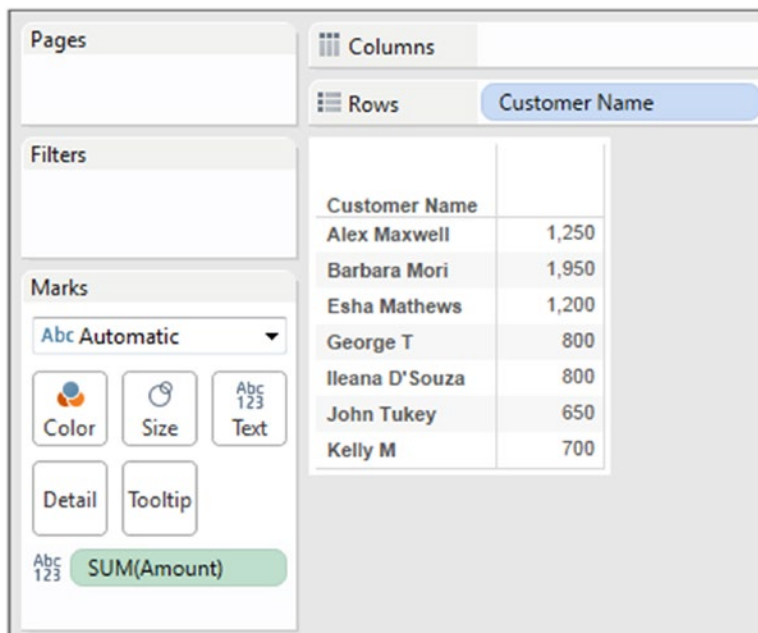 Pages
Columns
Rows Customer Name
Filters
Customer Name
Alex Maxwell 1,250
Barbara Mori 1,950
Esha Mathews 1,200
George T 800
Ileana D'Souza 800
John Tukey 650
Kelly M 700
Marks
Abc Automatic
Color
Size
Abc
123
Text
Detail
Tooltip
Abc
123
SUM(Amount)